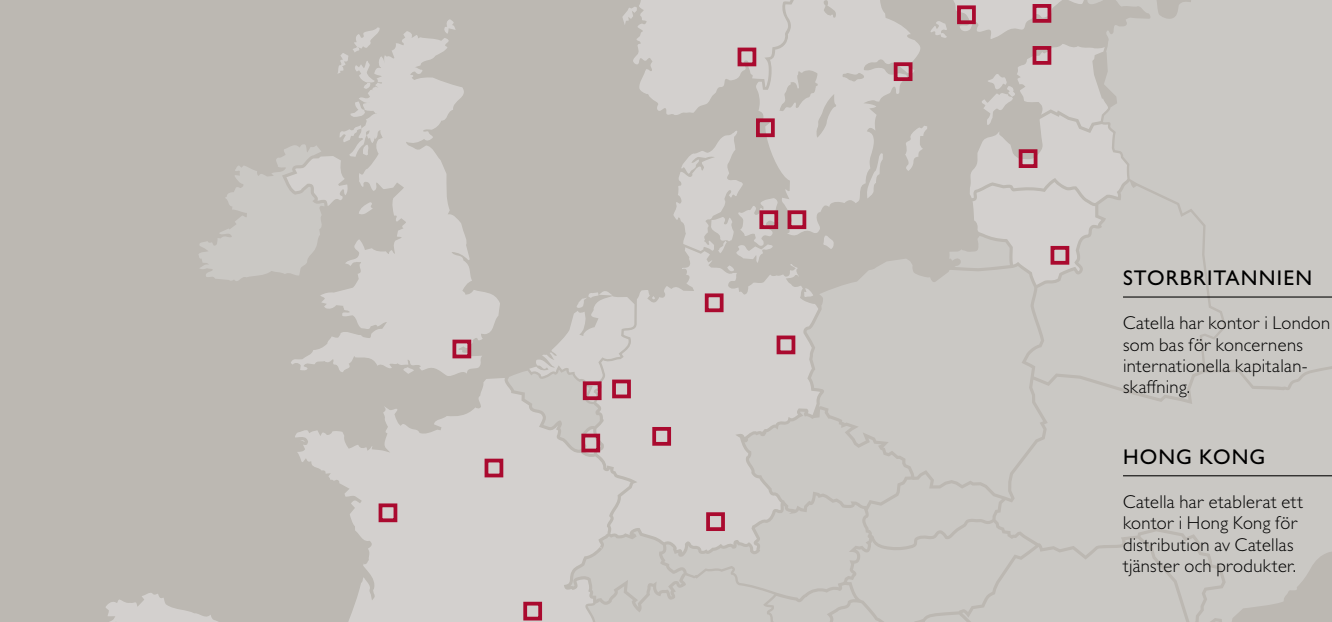 STORBRITANNIEN
Catella har kontor i London
som bas för koncernens
internationella kapitalan-
skaffning.
HONG KONG
Catella har etablerat ett
kontor i Hong Kong för
distribution av Catellas
tjänster och produkter.